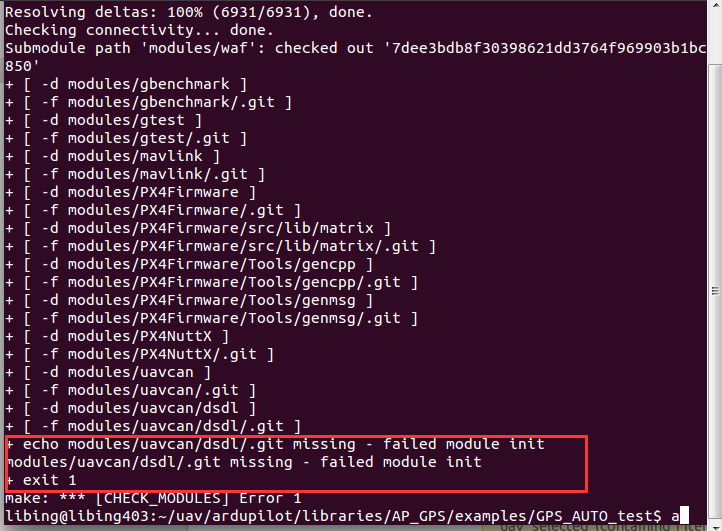 Resolving deltas: 100% (6931/6931), done.
Checking connectivity... done.
Submodule path 'modules/waf': checked out '7dee3bdb8f30398621dd3764f969903b1bc
850'
+ [ -d modules/gbenchmark ]
+ [ -f modules/gbenchmark/.git ]
+ [ -d modules/gtest ]
+ [ -f modules/gtest/.git ]
+ [ -d modules/mavlink ]
+ [ -f modules/mavlink/.git ]
+ [ -d modules/PX4Firmware ]
+ [ -f modules/PX4Firmware/.git ]
+ [ -d modules/PX4Firmware/src/lib/matrix ]
+ [ -f modules/PX4Firmware/src/lib/matrix/.git ]
+ [ -d modules/PX4Firmware/Tools/gencpp ]
+ [ -f modules/PX4Firmware/Tools/gencpp/.git ]
+ [ -d modules/PX4Firmware/Tools/genmsg ]
+ [ -f modules/PX4Firmware/Tools/genmsg/.git ]
+ [ -d modules/PX4NuttX ]
+ [ -f modules/PX4NuttX/.git ]
+ [ -d modules/uavcan ]
+ [ -f modules/uavcan/.git ]
+ [ -d modules/uavcan/dsdl ]
+ [ -f modules/uavcan/dsdl/.git ]
+ echo modules/uavcan/dsdl/.git missing - failed module init
modules/uavcan/dsdl/.git missing - failed module init
+ exit 1
make: *** [CHECK_MODULES] Error 1
libing@libing403:~/uav/ardupilot/libraries/AP_GPS/examples/GPS_AUTO_test$ a